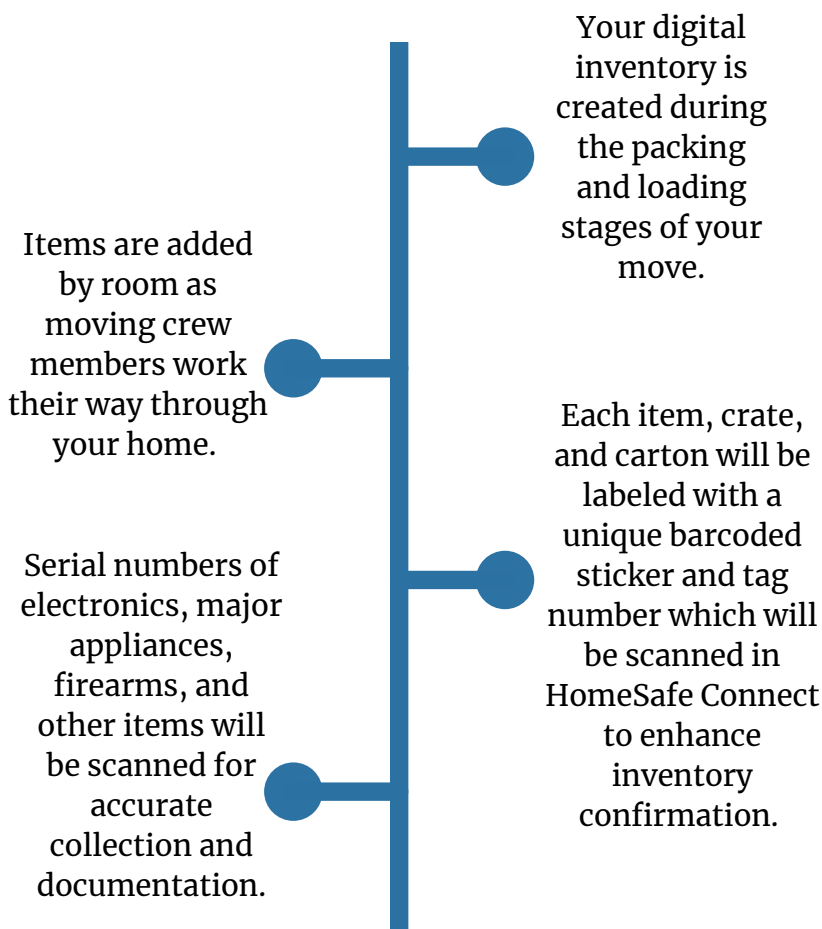 Your digital
inventory is
created during
the packing
and loading
stages of your
move.
Items are added
by room as
moving crew
members work
their way through
your home.
Each item, crate,
and carton will be
labeled with a
unique barcoded
sticker and tag
number which will
be scanned in
HomeSafe Connect
to enhance
inventory
confirmation.
Serial numbers of
electronics, major
appliances,
firearms, and
other items will
be scanned for
accurate
collection and
documentation.